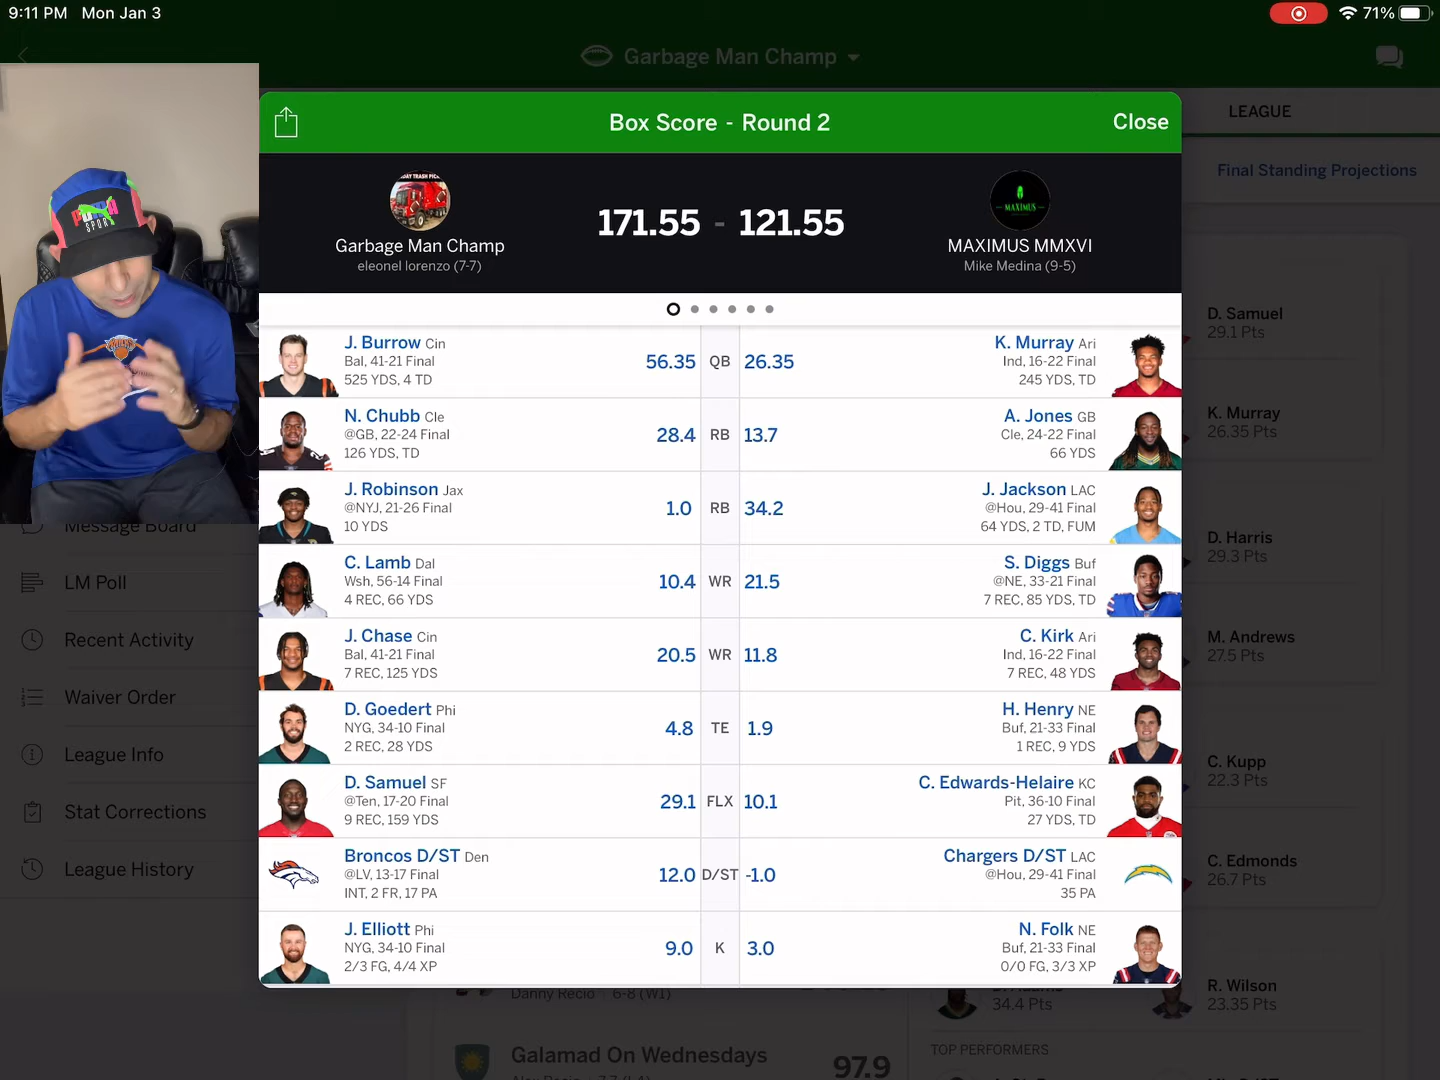 9:11 PM Mon Jan 3
71%
Garbage Man Champ
LEAGUE
Box Score - Round 2
Close
Final Standing Projections
MAXIMUS
171.55 - 121.55
Garbage Man Champ
eleonel lorenzo (7-7)
MAXIMUS MMXVI
Mike Medina (9-5)
J. Burrow Cin
Bal, 41-21 Final
525 YDS, 4 TD
56.35 QB 26.35
K. Murray Ari
Ind, 16-22 Final
245 YDS, TD
N. Chubb Cle
@GB, 22-24 Final
126 YDS, TD
28.4 RB 13.7
A. Jones GB
Cle, 24-22 Final
66 YDS
J. Robinson Jax
@NYJ, 21-26 Final
10 YDS
1.0 RB 34.2
J. Jackson LAC
@Hou, 29-41 Final
64 YDS, 2 TD, FUM
C. Lamb Dal
Wsh, 56-14 Final
4 REC, 66 YDS
10.4 WR 21.5
S. Diggs Buf
@NE, 33-21 Final
7 REC, 85 YDS, TD
J. Chase Cin
Bal, 41-21 Final
7 REC, 125 YDS
20.5 WR 11.8
C. Kirk Ari
Ind, 16-22 Final
7 REC, 48 YDS
D. Goedert Phi
NYG, 34-10 Final
2 REC, 28 YDS
4.8 TE 1.9
H. Henry NE
Buf, 21-33 Final
1 REC, 9 YDS
D. Samuel SF
@Ten, 17-20 Final
9 REC, 159 YDS
29.1 FLX 10.1
C. Edwards-Helaire KC
Pit, 36-10 Final
27 YDS, TD
Broncos D/ST Den
@LV, 13-17 Final
INT, 2 FR, 17 PA
12.0 D/ST -1.0
Chargers D/ST LAC
@Hou, 29-41 Final
35 PA
J. Elliott Phi
NYG, 34-10 Final
2/3 FG, 4/4 XP
9.0 K 3.0
N. Folk NE
Buf, 21-33 Final
0/0 FG, 3/3 XP
Message Board
LM Poll
Recent Activity
Waiver Order
League Info
Stat Corrections
League History
D. Samuel
29.1 Pts
K. Murray
26.35 Pts
D. Harris
29.3 Pts
M. Andrews
27.5 Pts
C. Kupp
22.3 Pts
C. Edmonds
26.7 Pts
R. Wilson
23.35 Pts
34.4 Pts
Danny Recio
6-8 (W1)
Galamad On Wednesdays
97.9
TOP PERFORMERS